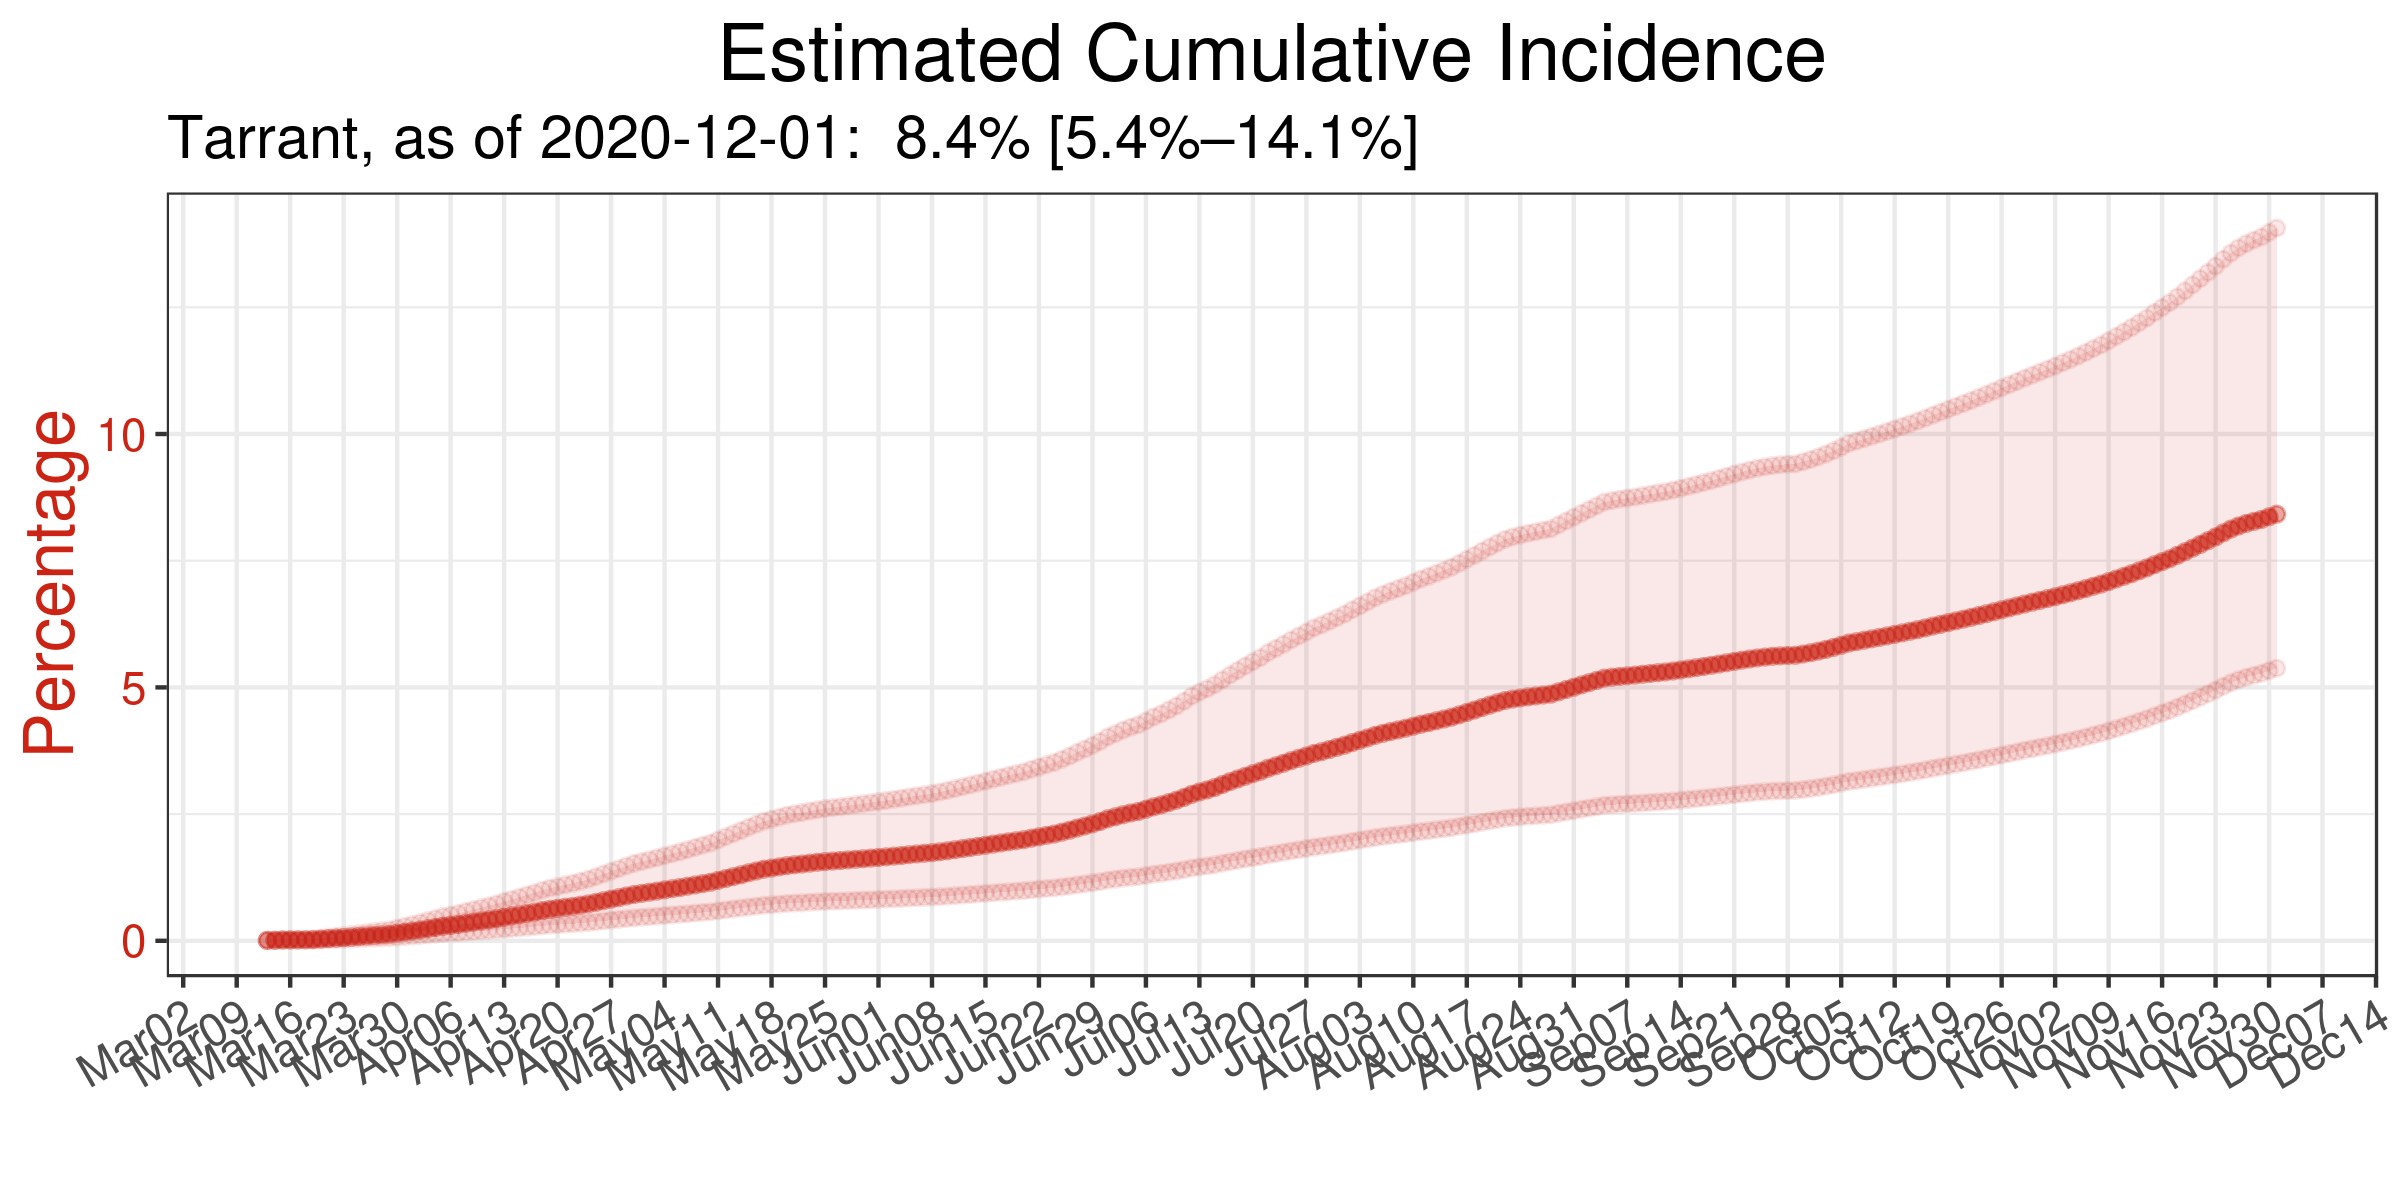 Estimated Cumulative Incidence
Tarrant, as of 2020-12-01:  8.4% [5.4%–14.1%]
Percentage
10
5
0
Mar02 Mar09 Mar16 Mar23 Mar30 Apr06 Apr13 Apr20 Apr27 May04 May11 May18 May25 Jun01 Jun08 Jun15 Jun22 Jun29 Jul06 Jul13 Jul20 Jul27 Aug03 Aug10 Aug17 Aug24 Aug31 Sep07 Sep14 Sep21 Sep28 Oct05 Oct12 Oct19 Oct26 Nov02 Nov09 Nov16 Nov23 Nov30 Dec07 Dec14